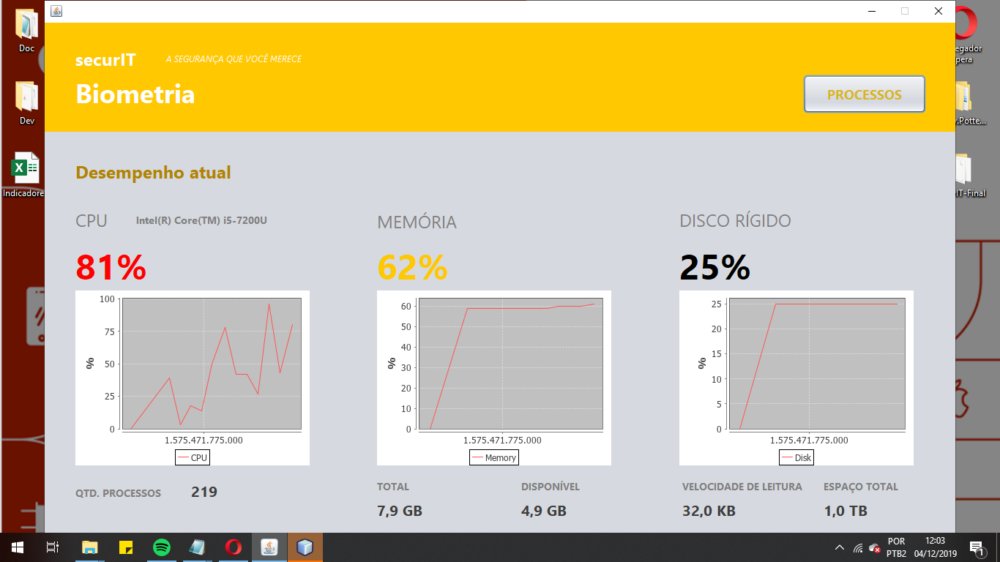 Doc
Dev
Indicadore
securIT
A SEGURANÇA QUE VOCÊ MERECE
Biometria
PROCESSOS
egador
pera
y.Potte...
IT-Final
Desempenho atual
CPU
Intel(R) Core(TM) i5-7200U
81%
100
75
50
25
0
%
1.575.471.775.000
CPU
QTD. PROCESSOS
219
MEMÓRIA
62%
60
50
40
30
20
10
0
%
1.575.471.775.000
Memory
TOTAL
DISPONÍVEL
7,9 GB
4,9 GB
DISCO RÍGIDO
25%
25
20
15
10
5
0
%
1.575.471.775.000
Disk
VELOCIDADE DE LEITURA
ESPAÇO TOTAL
32,0 KB
1,0 TB
POR
PTB2
12:03
04/12/2019
1